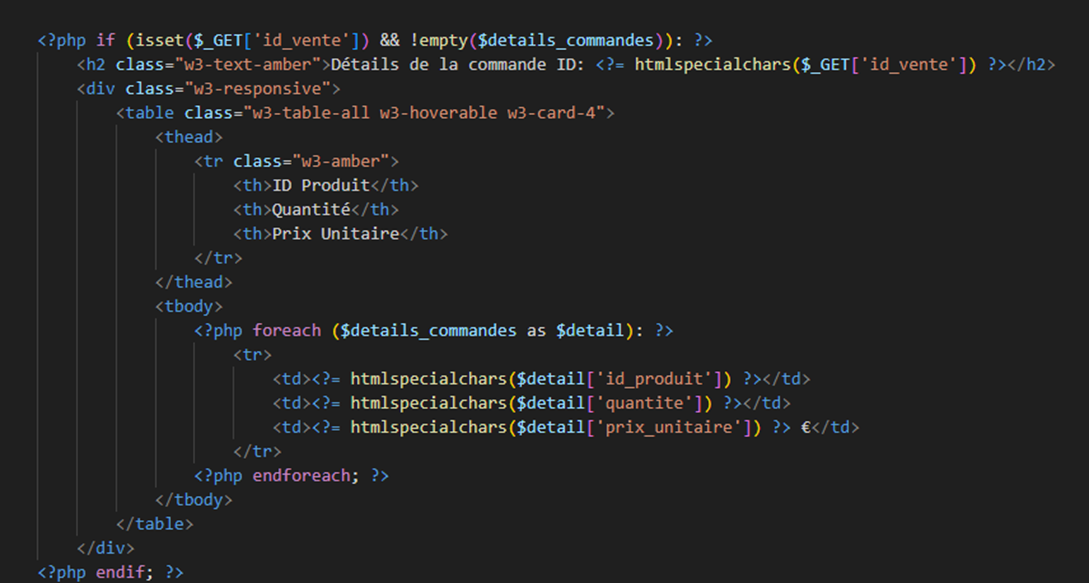 <?php if (isset($_GET['id_vente']) && !empty($details_commandes)): ?>
    <h2 class="w3-text-amber">Détails de la commande ID: <?= htmlspecialchars($_GET['id_vente']) ?></h2>
    <div class="w3-responsive">
        <table class="w3-table-all w3-hoverable w3-card-4">
            <thead>
                <tr class="w3-amber">
                    <th>ID Produit</th>
                    <th>Quantité</th>
                    <th>Prix Unitaire</th>
                </tr>
            </thead>
            <tbody>
                <?php foreach ($details_commandes as $detail): ?>
                    <tr>
                        <td><?= htmlspecialchars($detail['id_produit']) ?></td>
                        <td><?= htmlspecialchars($detail['quantite']) ?></td>
                        <td><?= htmlspecialchars($detail['prix_unitaire']) ?> €</td>
                    </tr>
                <?php endforeach; ?>
            </tbody>
        </table>
    </div>
<?php endif; ?>